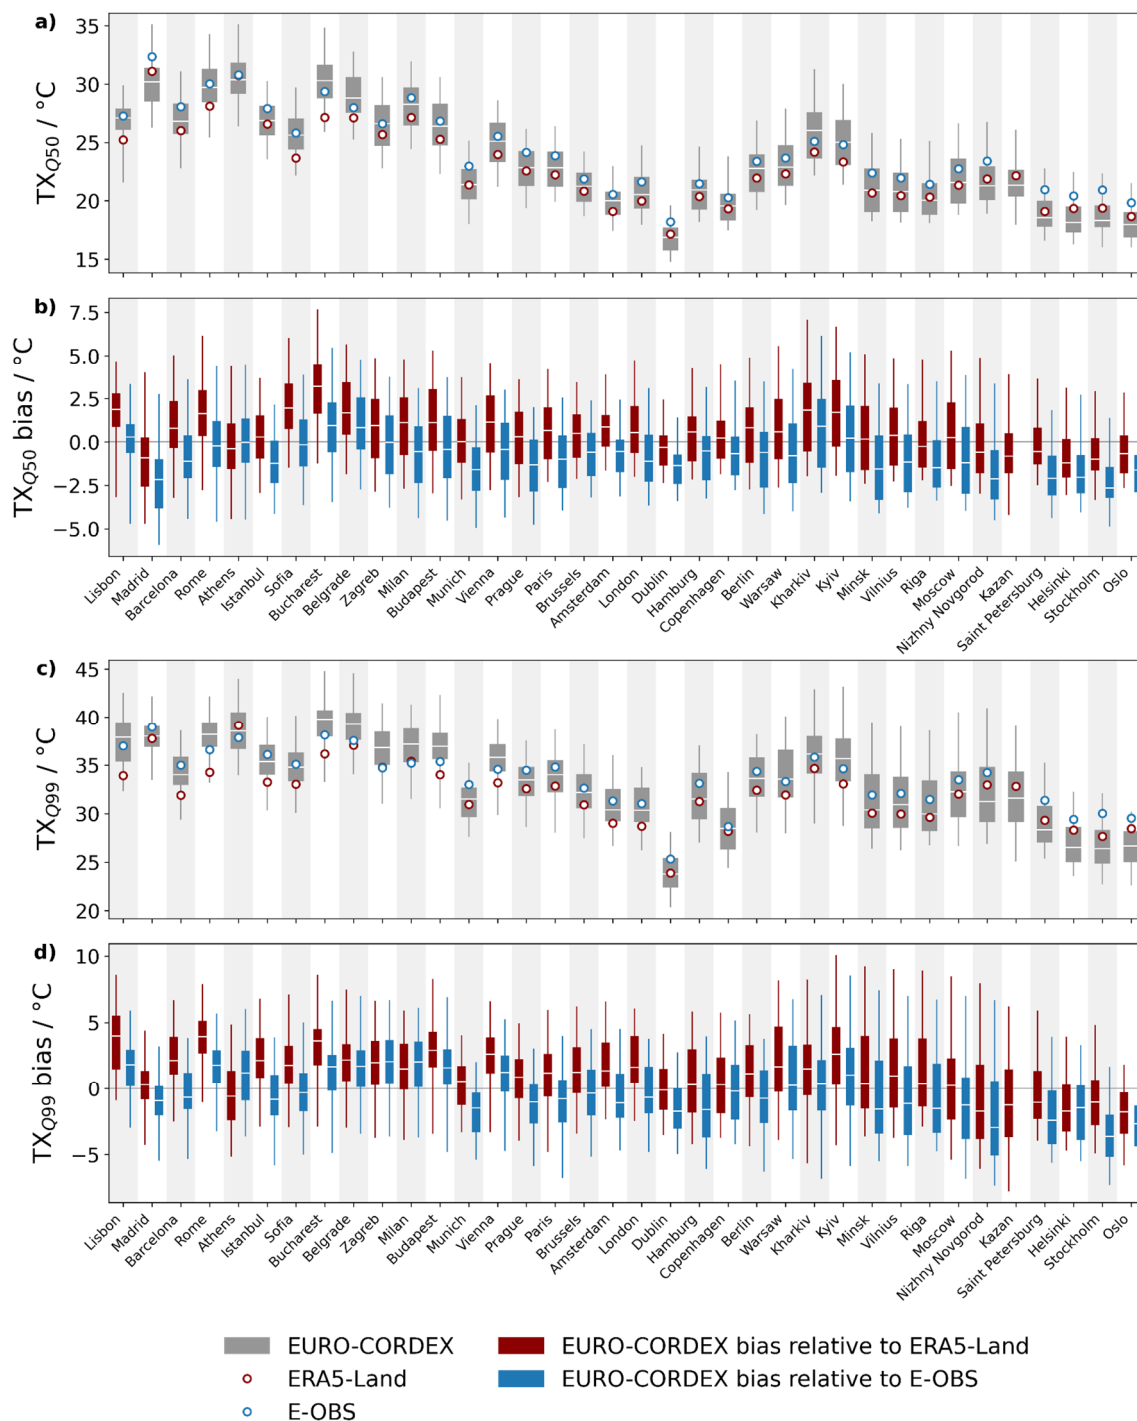 a)
TXQ50 / °C
35
30
25
20
15
b)
TXQ50 bias / °C
7.5
5.0
2.5
0.0
−2.5
−5.0
Lisbon
Madrid
Barcelona
Rome
Athens
Istanbul
Sofia
Bucharest
Belgrade
Zagreb
Milan
Budapest
Munich
Vienna
Prague
Paris
Brussels
Amsterdam
London
Dublin
Hamburg
Copenhagen
Berlin
Warsaw
Kharkiv
Kyiv
Minsk
Vilnius
Riga
Moscow
Nizhny Novgorod
Kazan
Saint Petersburg
Helsinki
Stockholm
Oslo
c)
TXQ99 / °C
45
40
35
30
25
20
d)
TXQ99 bias / °C
10
5
0
−5
Lisbon
Madrid
Barcelona
Rome
Athens
Istanbul
Sofia
Bucharest
Belgrade
Zagreb
Milan
Budapest
Munich
Vienna
Prague
Paris
Brussels
Amsterdam
London
Dublin
Hamburg
Copenhagen
Berlin
Warsaw
Kharkiv
Kyiv
Minsk
Vilnius
Riga
Moscow
Nizhny Novgorod
Kazan
Saint Petersburg
Helsinki
Stockholm
Oslo
EURO-CORDEX
ERA5-Land
E-OBS
EURO-CORDEX bias relative to ERA5-Land
EURO-CORDEX bias relative to E-OBS